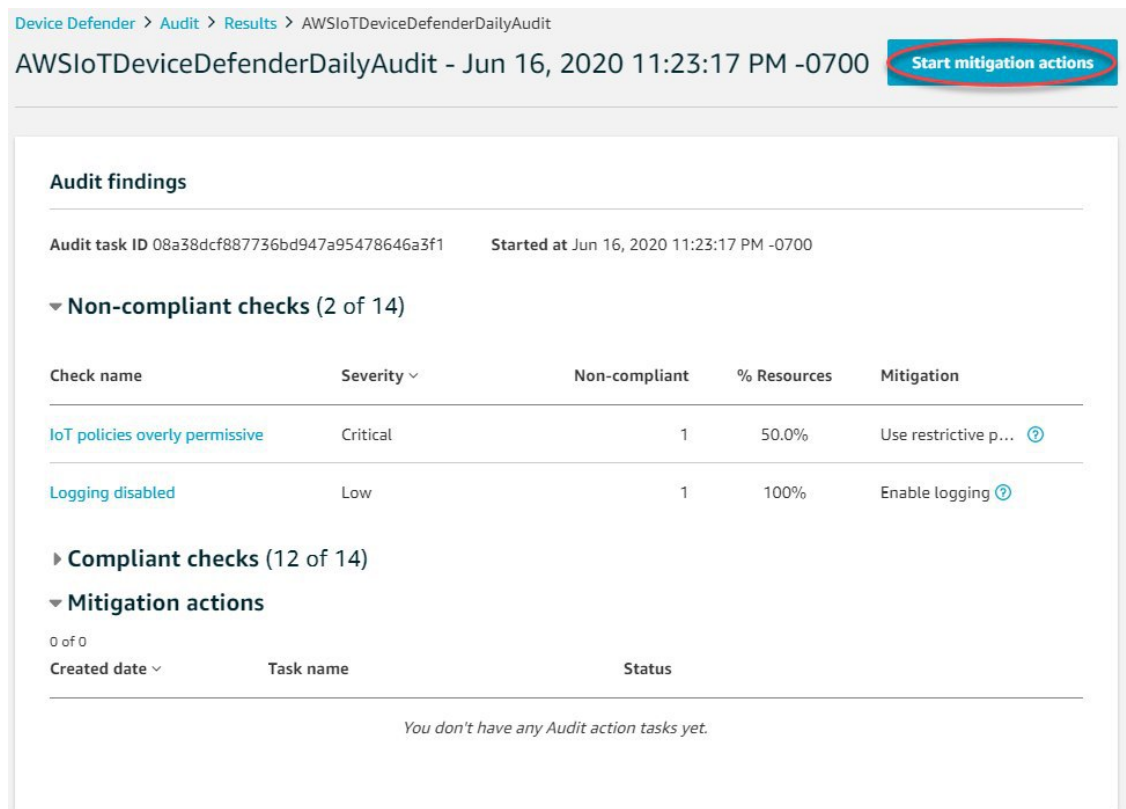 Device Defender > Audit > Results > AWSIoTDeviceDefenderDailyAudit
AWSIoTDeviceDefenderDailyAudit - Jun 16, 2020 11:23:17 PM -0700
Start mitigation actions
Audit findings
Audit task ID 08a38dcf887736bd947a95478646a3f1 Started at Jun 16, 2020 11:23:17 PM -0700
Non-compliant checks (2 of 14)
Check name Severity Non-compliant % Resources Mitigation
IoT policies overly permissive Critical 1 50.0% Use restrictive p... ?
Logging disabled Low 1 100% Enable logging ?
Compliant checks (12 of 14)
Mitigation actions
0 of 0
Created date Task name Status
You don't have any Audit action tasks yet.